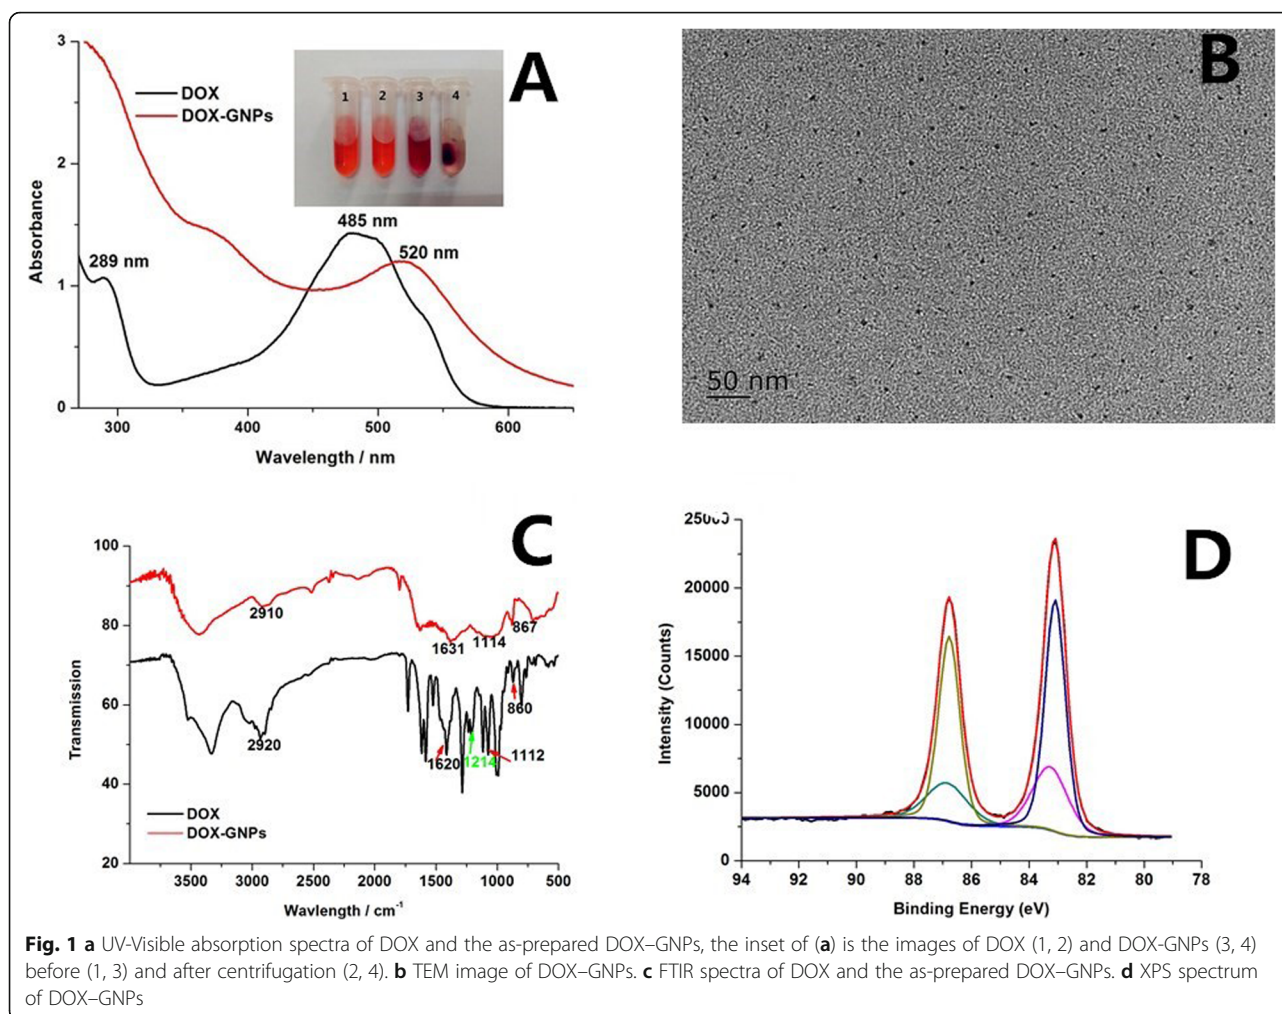 A
3
DOX
DOX-GNPs
1 2 3 4
2
485 nm
520 nm
289 nm
1
0
300 400 500 600
Absorbance
Wavelength / nm
B
50 nm
C
100
80
60
40
20
2910
1631
1114
867
2920
1620
1214
1112
860
DOX
DOX-GNPs
3500 3000 2500 2000 1500 1000 500
Transmission
Wavelength / cm⁻¹
D
25000
20000
15000
10000
5000
0
94 92 90 88 86 84 82 80 78
Intensity (Counts)
Binding Energy (eV)
Fig. 1 a UV-Visible absorption spectra of DOX and the as-prepared DOX–GNPs, the inset of (a) is the images of DOX (1, 2) and DOX-GNPs (3, 4)
before (1, 3) and after centrifugation (2, 4). b TEM image of DOX–GNPs. c FTIR spectra of DOX and the as-prepared DOX–GNPs. d XPS spectrum
of DOX–GNPs